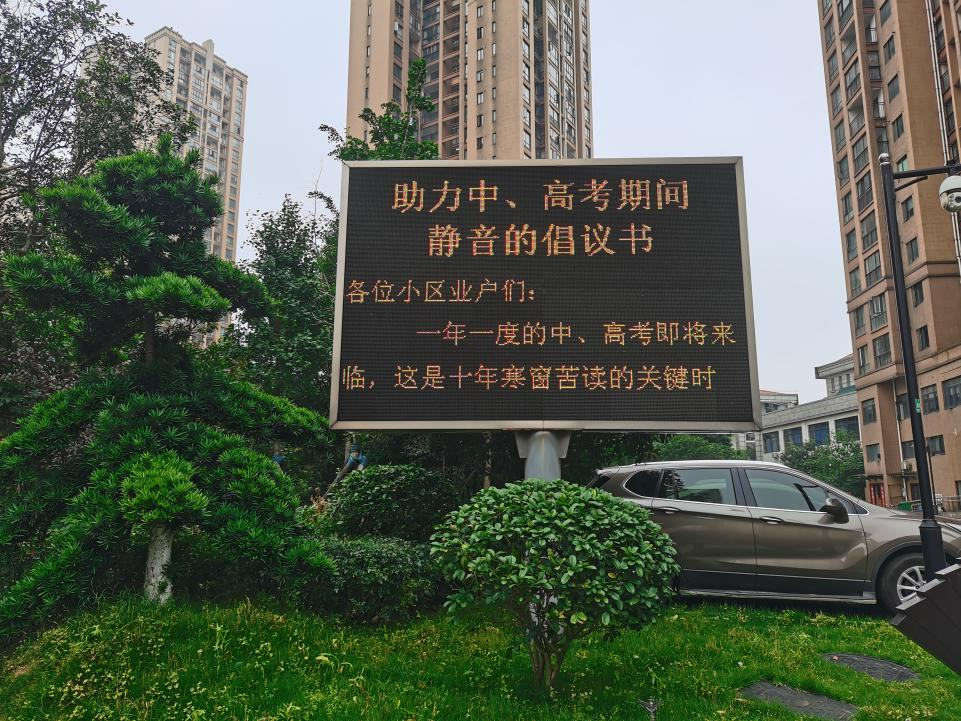 助力中、高考期间
静音的倡议书
各位小区业户们：
一年一度的中、高考即将来
临，这是十年寒窗苦读的关键时